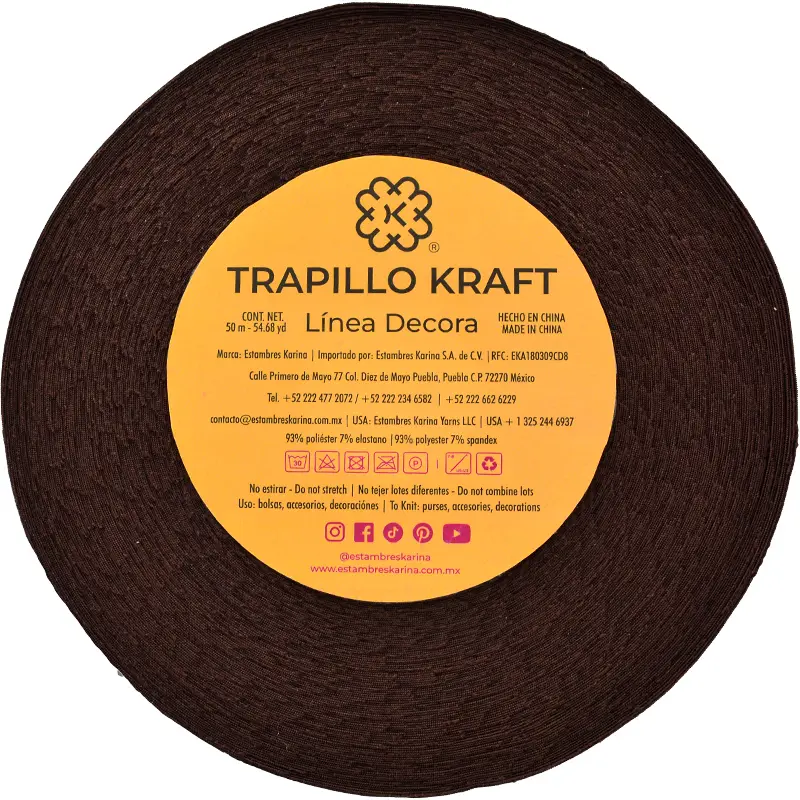 K
®
TRAPILLO KRAFT
CONT. NET.
50 m - 54.68 yd
Línea Decora
HECHO EN CHINA
MADE IN CHINA
Marca: Estambres Karina | Importado por: Estambres Karina S.A. de C.V. | RFC: EKA180309CD8
Calle Primero de Mayo 77 Col. Diez de Mayo Puebla, Puebla C.P. 72270 México
Tel. +52 222 477 2072 / +52 222 234 6582 | +52 222 662 6229
contacto@estambreskarina.com.mx | USA: Estambres Karina Yarns LLC | USA + 1 325 244 6937
93% poliéster 7% elastano | 93% polyester 7% spandex
30 P
No estirar - Do not stretch | No tejer lotes diferentes - Do not combine lots
Uso: bolsas, accesorios, decoraciónes | To Knit: purses, accesories, decorations
@estambreskarina
www.estambreskarina.com.mx